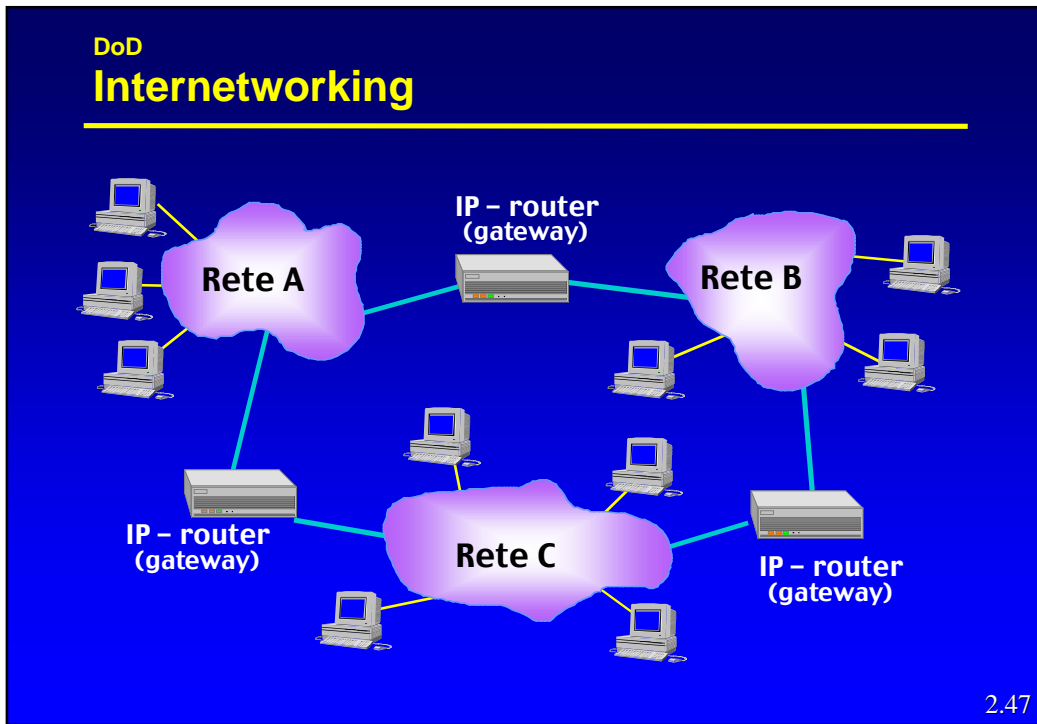 DoD
Internetworking
IP – router
(gateway)
Rete A
Rete B
IP – router
(gateway)
Rete C
IP – router
(gateway)
2.47